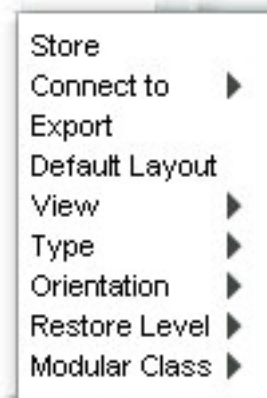 Store
Connect to
Export
Default Layout
View
Type
Orientation
Restore Level
Modular Class